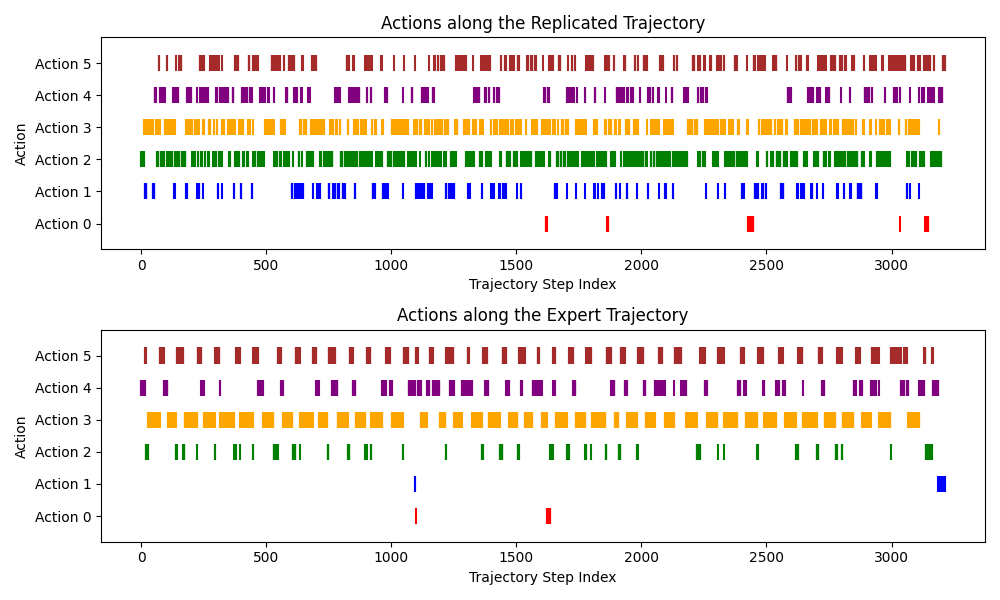 Actions along the Replicated Trajectory
Action 5
Action 4
Action 3
Action 2
Action 1
Action 0
Action
0 500 1000 1500 2000 2500 3000
Trajectory Step Index
Actions along the Expert Trajectory
Action 5
Action 4
Action 3
Action 2
Action 1
Action 0
Action
0 500 1000 1500 2000 2500 3000
Trajectory Step Index